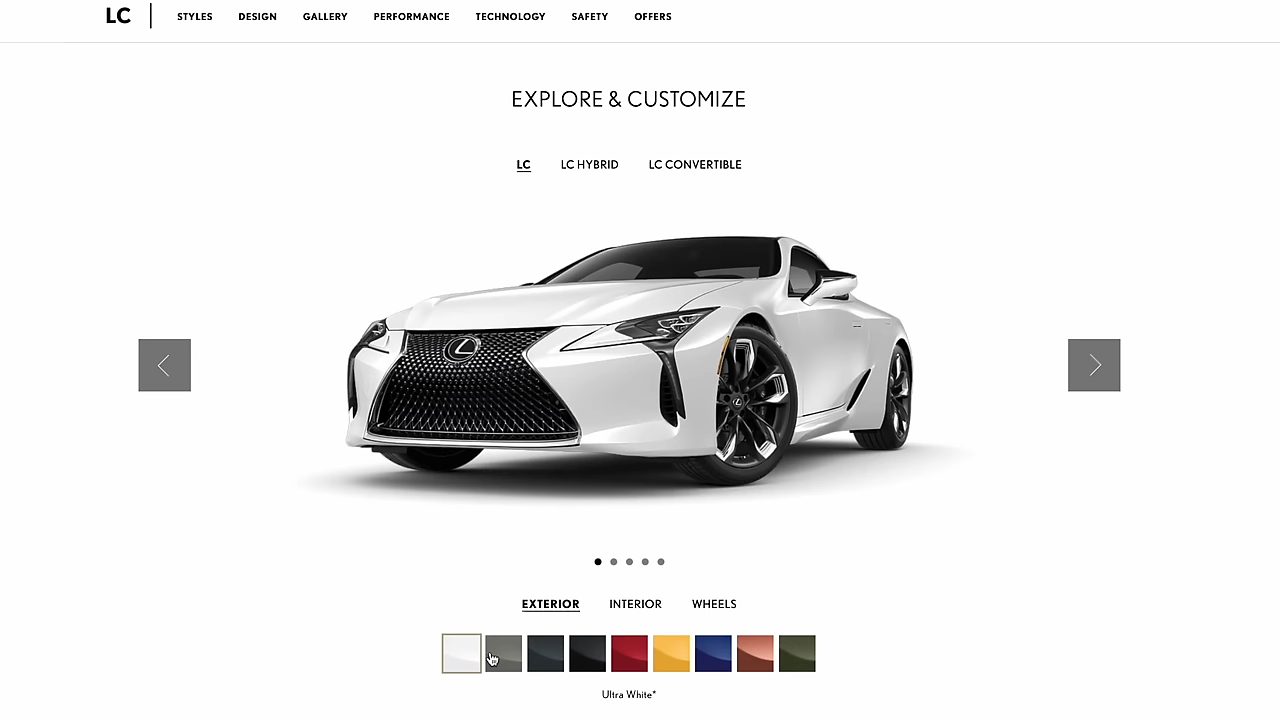 LC
STYLES DESIGN GALLERY PERFORMANCE TECHNOLOGY SAFETY OFFERS
EXPLORE & CUSTOMIZE
LC LC HYBRID LC CONVERTIBLE
EXTERIOR INTERIOR WHEELS
Ultra White*